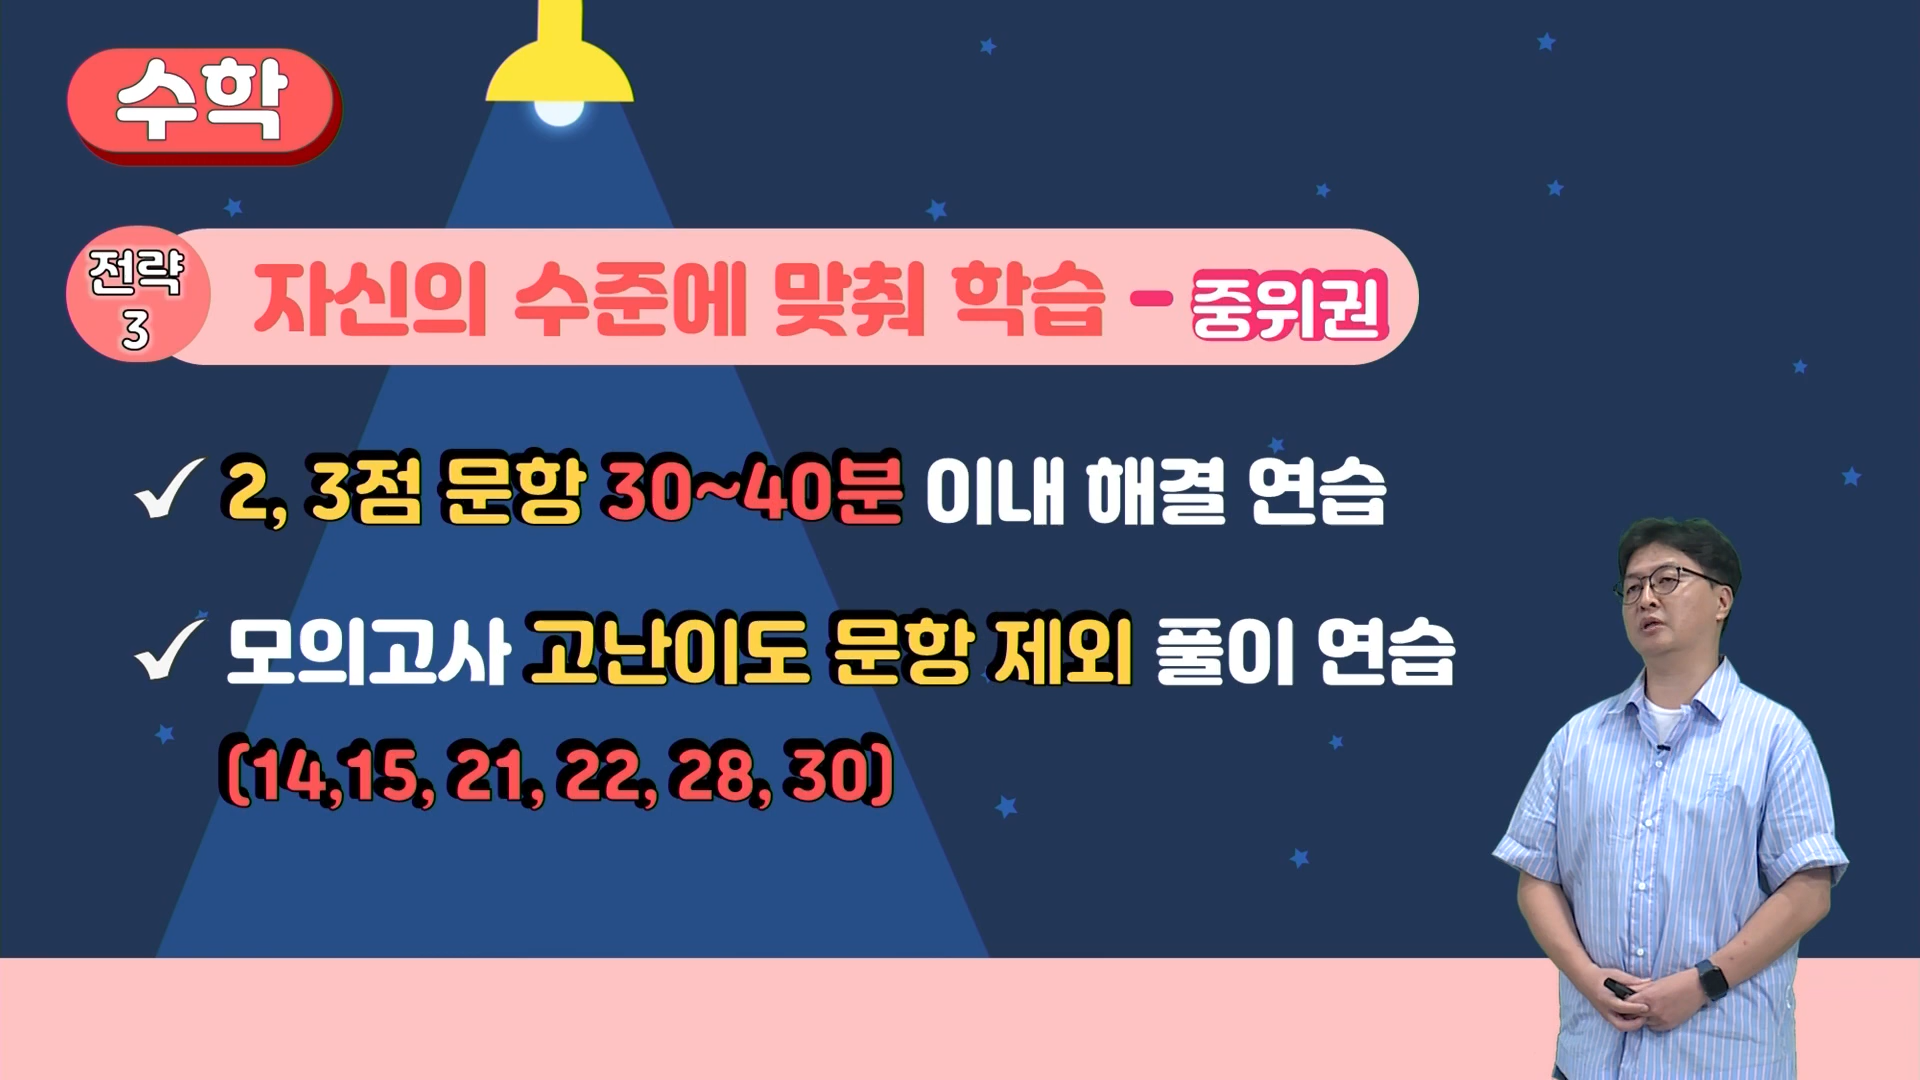 수학
전략
3
자신의 수준에 맞춰 학습 - 중위권
✓ 2, 3점 문항 30~40분 이내 해결 연습
✓ 모의고사 고난이도 문항 제외 풀이 연습
(14,15, 21, 22, 28, 30)